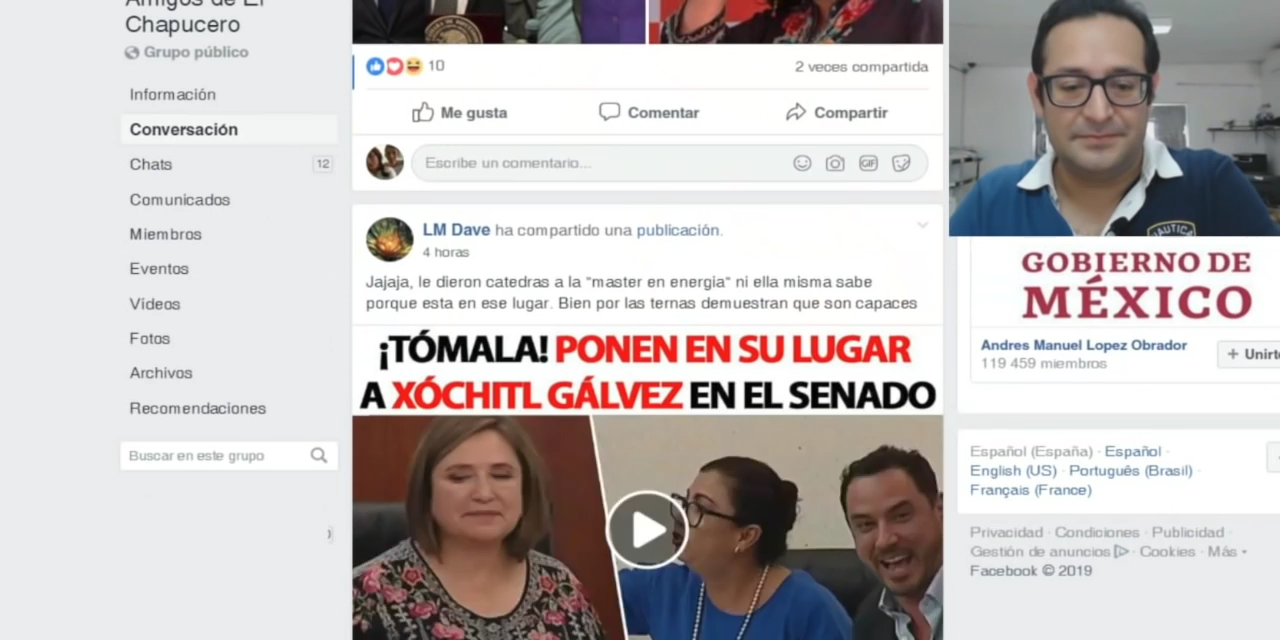 Amigos de El
Chapucero
Grupo público
Información
Conversación
Chats
12
Comunicados
Miembros
Eventos
Vídeos
Fotos
Archivos
Recomendaciones
Buscar en este grupo
10
2 veces compartida
Me gusta
Comentar
Compartir
Escribe un comentario...
GIF
LM Dave ha compartido una publicación.
4 horas
Jajaja, le dieron catedras a la "master en energia" ni ella misma sabe
porque esta en ese lugar. Bien por las ternas demuestran que son capaces
¡TÓMALA! PONEN EN SU LUGAR
A XÓCHITL GÁLVEZ EN EL SENADO
NAUTICA
GOBIERNO DE
MÉXICO
Andres Manuel Lopez Obrador
119 459 miembros
+ Unirte
Español (España) · Español ·
English (US) · Português (Brasil) ·
Français (France)
Privacidad · Condiciones · Publicidad ·
Gestión de anuncios · Cookies · Más
Facebook © 2019